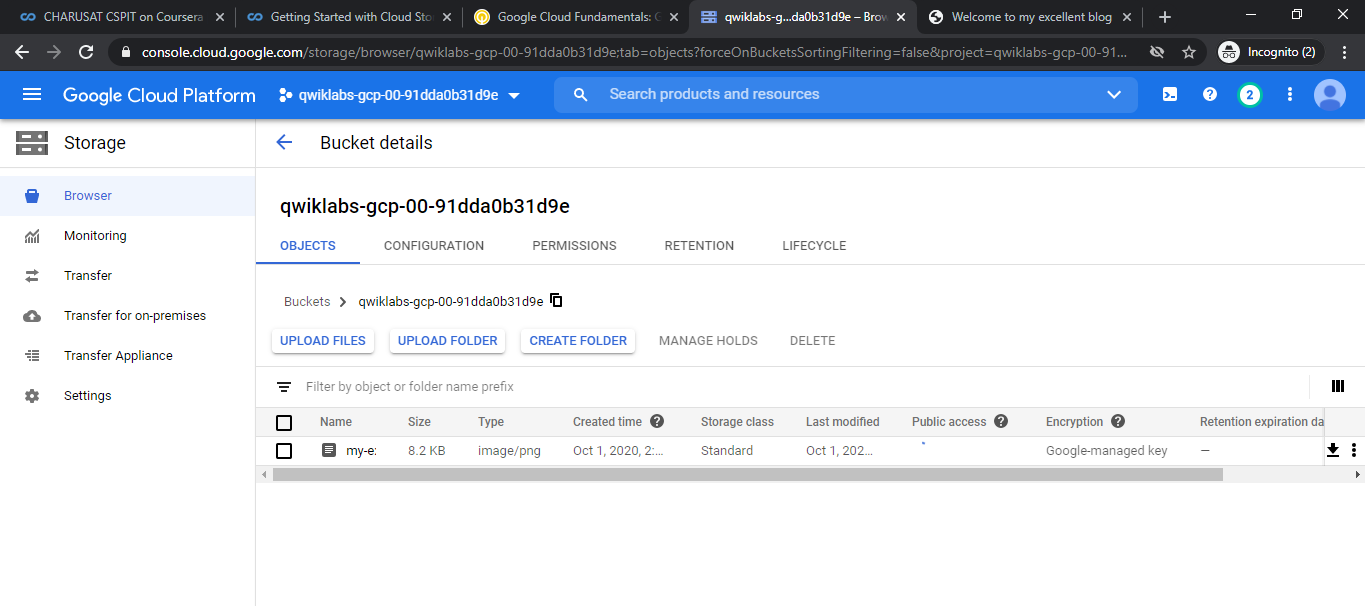 CHARUSAT CSPIT on Coursera
Getting Started with Cloud Sto
Google Cloud Fundamentals: G
qwiklabs-g...da0b31d9e – Brow
Welcome to my excellent blog
console.cloud.google.com/storage/browser/qwiklabs-gcp-00-91dda0b31d9e;tab=objects?forceOnBucketsSortingFiltering=false&project=qwiklabs-gcp-00-91...
Incognito (2)
Google Cloud Platform
qwiklabs-gcp-00-91dda0b31d9e
Search products and resources
2
Storage
Bucket details
Browser
Monitoring
Transfer
Transfer for on-premises
Transfer Appliance
Settings
qwiklabs-gcp-00-91dda0b31d9e
OBJECTS CONFIGURATION PERMISSIONS RETENTION LIFECYCLE
Buckets > qwiklabs-gcp-00-91dda0b31d9e
UPLOAD FILES UPLOAD FOLDER CREATE FOLDER MANAGE HOLDS DELETE
Filter by object or folder name prefix
Name Size Type Created time Storage class Last modified Public access Encryption Retention expiration da
my-e: 8.2 KB image/png Oct 1, 2020, 2:... Standard Oct 1, 202... Google-managed key —